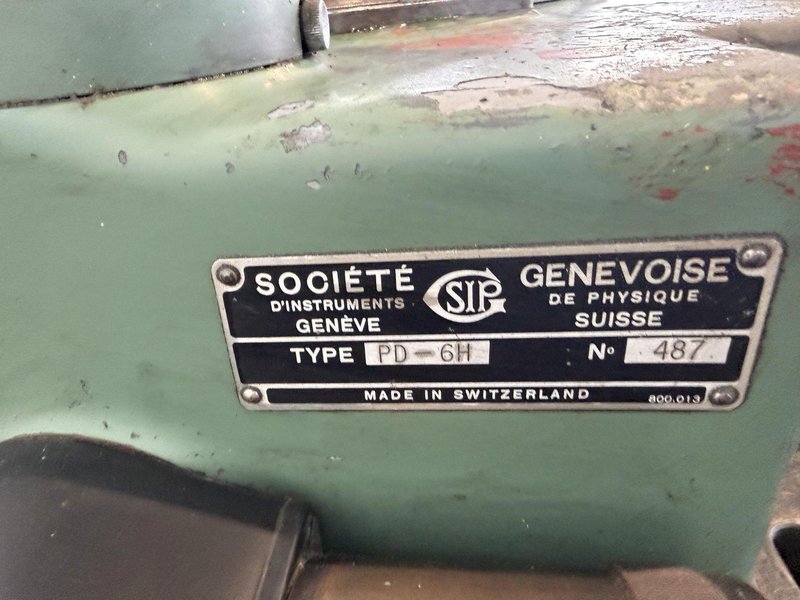 SOCIÉTÉ SIP GENEVOISE
D'INSTRUMENTS DE PHYSIQUE
GENÈVE SUISSE
TYPE PD-6H Nº 487
MADE IN SWITZERLAND 800.013